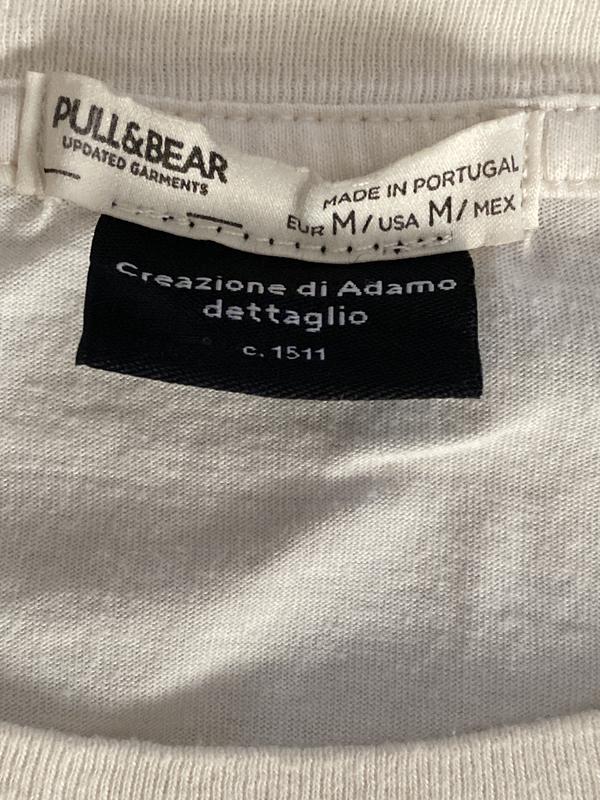 PULL&BEAR
UPDATED GARMENTS
MADE IN PORTUGAL
EUR M/USA M/MEX
Creazione di Adamo
dettaglio
c. 1511